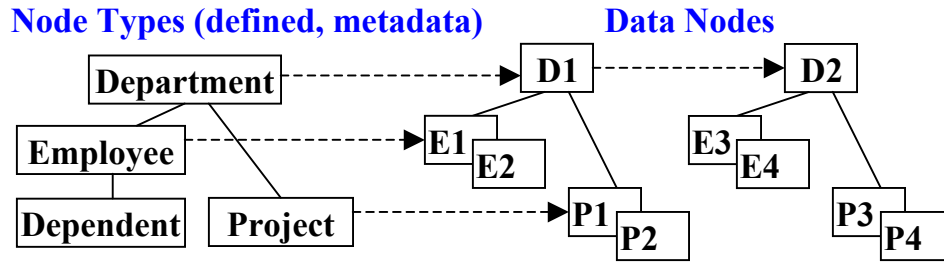 Node Types (defined, metadata) Data Nodes
Department D1 D2
Employee E1 E2 E3 E4
Dependent Project P1 P2 P3 P4